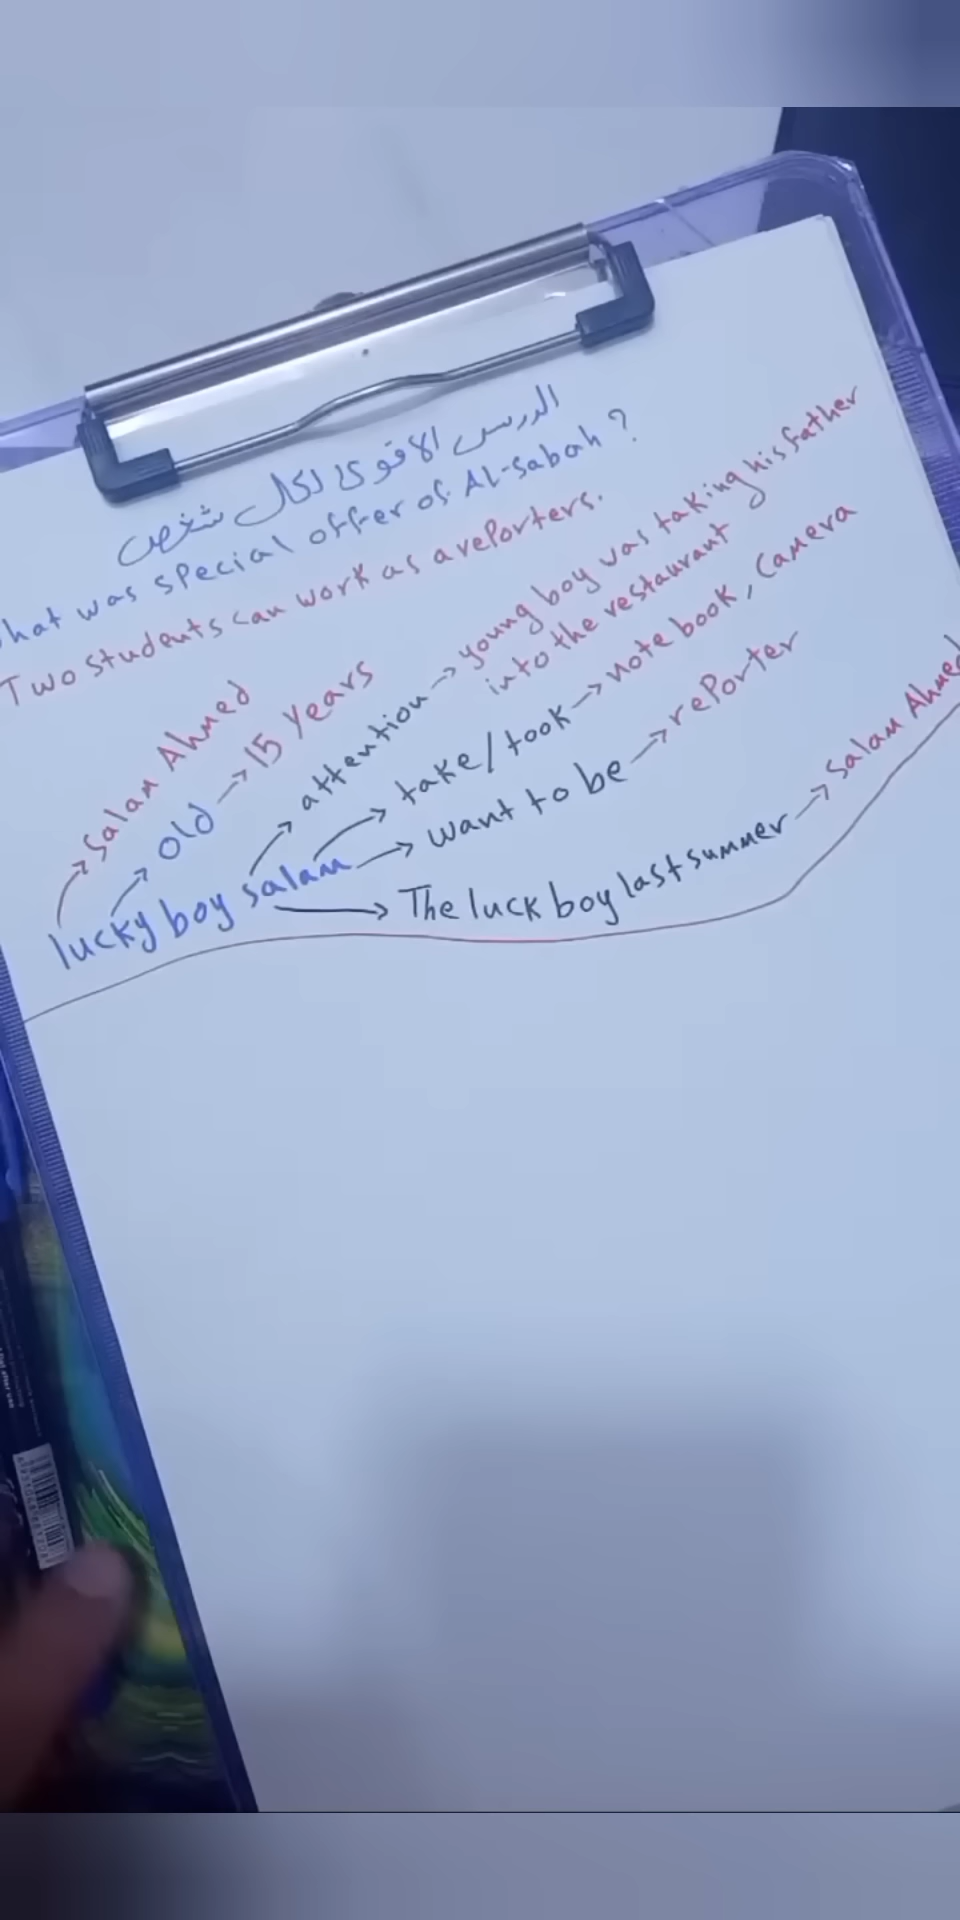 الدرس الاقوى لكل شخص
hat was special offer of AL-sabah ?
Two students can work as a reporters.
salam Ahmed
old → 15 years
attention → young boy was taking his father into the restaurant
take / took → note book, camera
want to be → reporter
lucky boy salam
The luck boy last summer → salam Ahmed